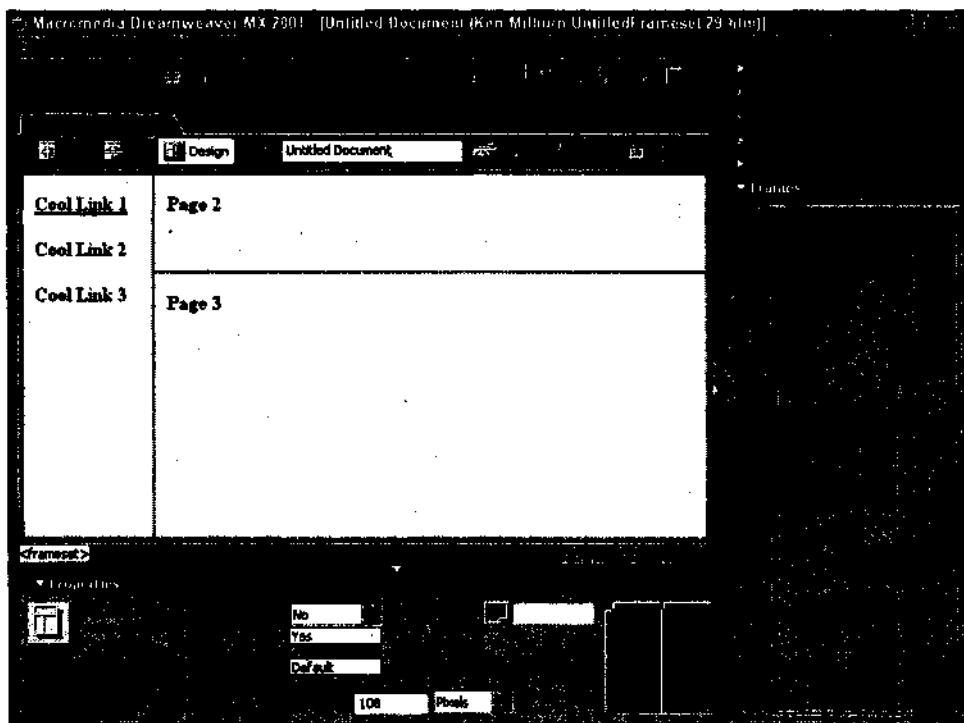 Macromedia Dreamweaver MX 2004 [Untitled Document (Ken Milburn UntitledFrameset 29 htm)]
Design Untitled Document
Frames
Cool Link 1 Page 2
Cool Link 2
Cool Link 3 Page 3
<frameset>
Properties
No
Yes
Default
108 Pixels